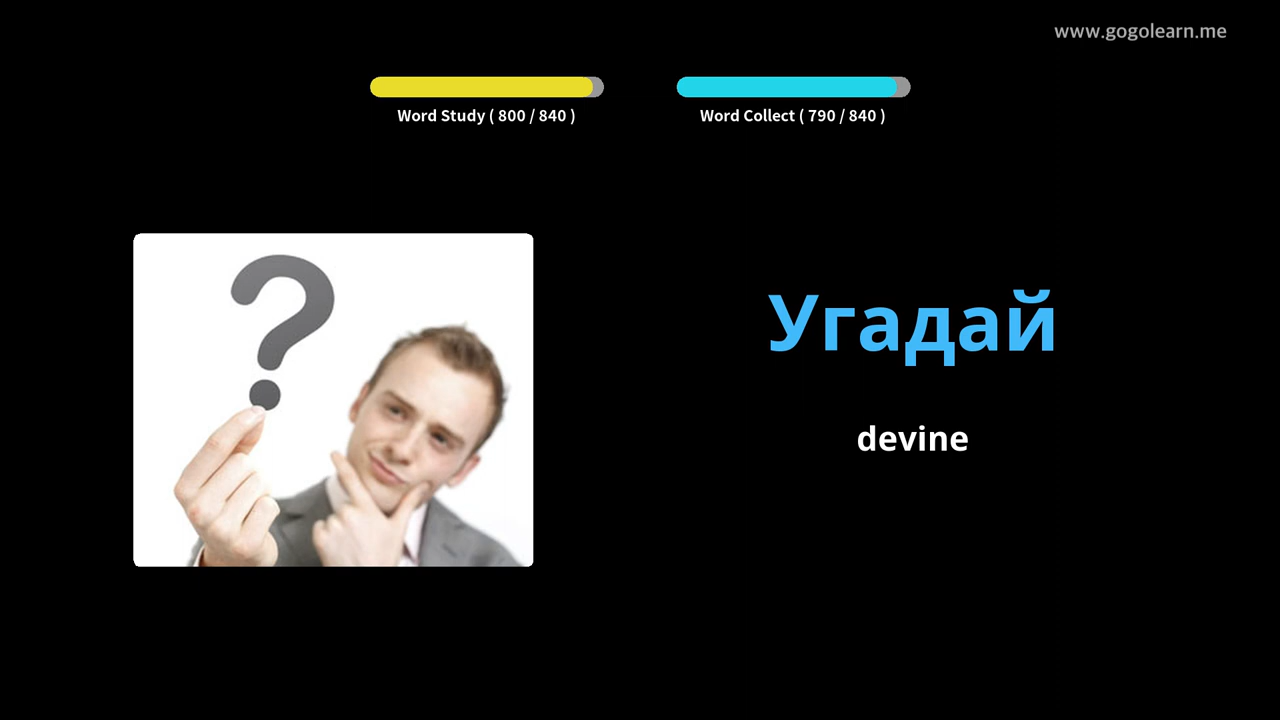 www.gogolearn.me
Word Study ( 800 / 840 )
Word Collect ( 790 / 840 )
?
Угадай
devine